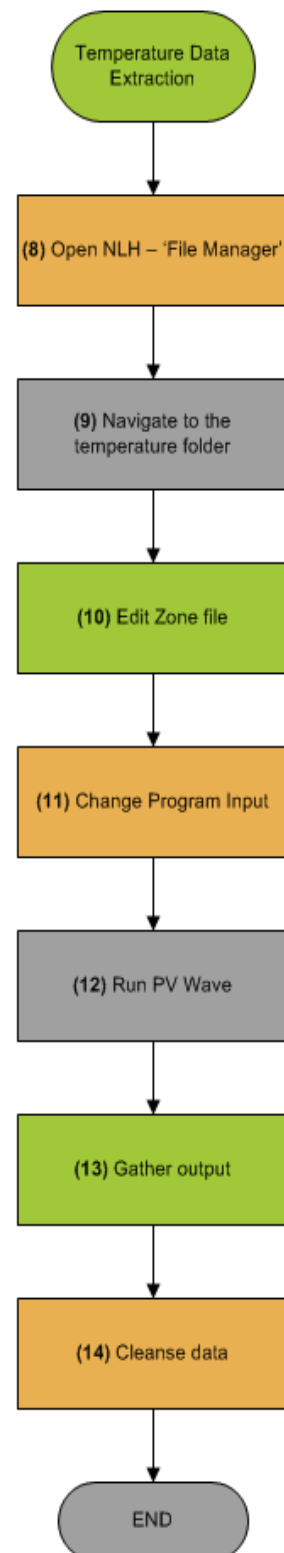 Temperature Data
Extraction
(8) Open NLH – ‘File Manager’
(9) Navigate to the
temperature folder
(10) Edit Zone file
(11) Change Program Input
(12) Run PV Wave
(13) Gather output
(14) Cleanse data
END